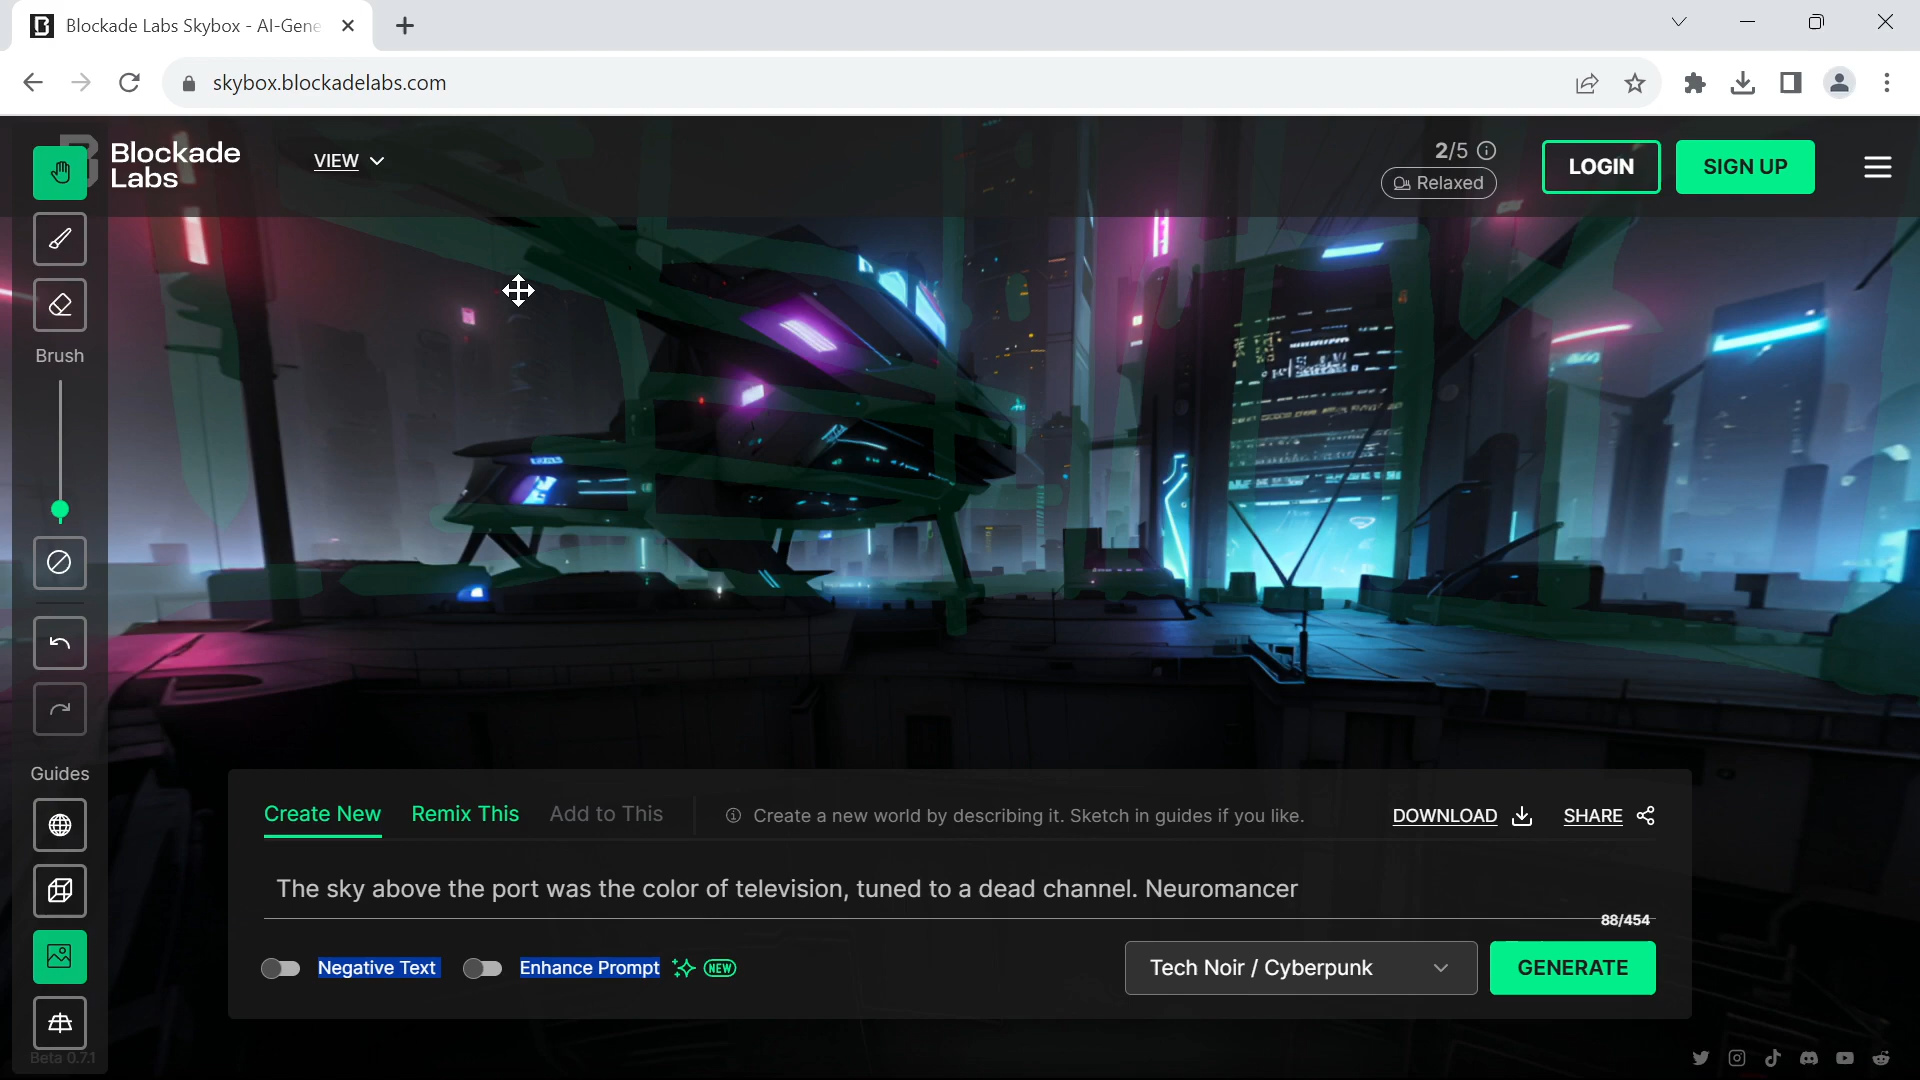 Blockade Labs Skybox - AI-Gene
skybox.blockadelabs.com
Blockade
Labs
VIEW
2/5
Relaxed
LOGIN
SIGN UP
Brush
Guides
Create New
Remix This
Add to This
Create a new world by describing it. Sketch in guides if you like.
DOWNLOAD
SHARE
The sky above the port was the color of television, tuned to a dead channel. Neuromancer
88/454
Negative Text
Enhance Prompt
NEW
Tech Noir / Cyberpunk
GENERATE
Beta 0.7.1